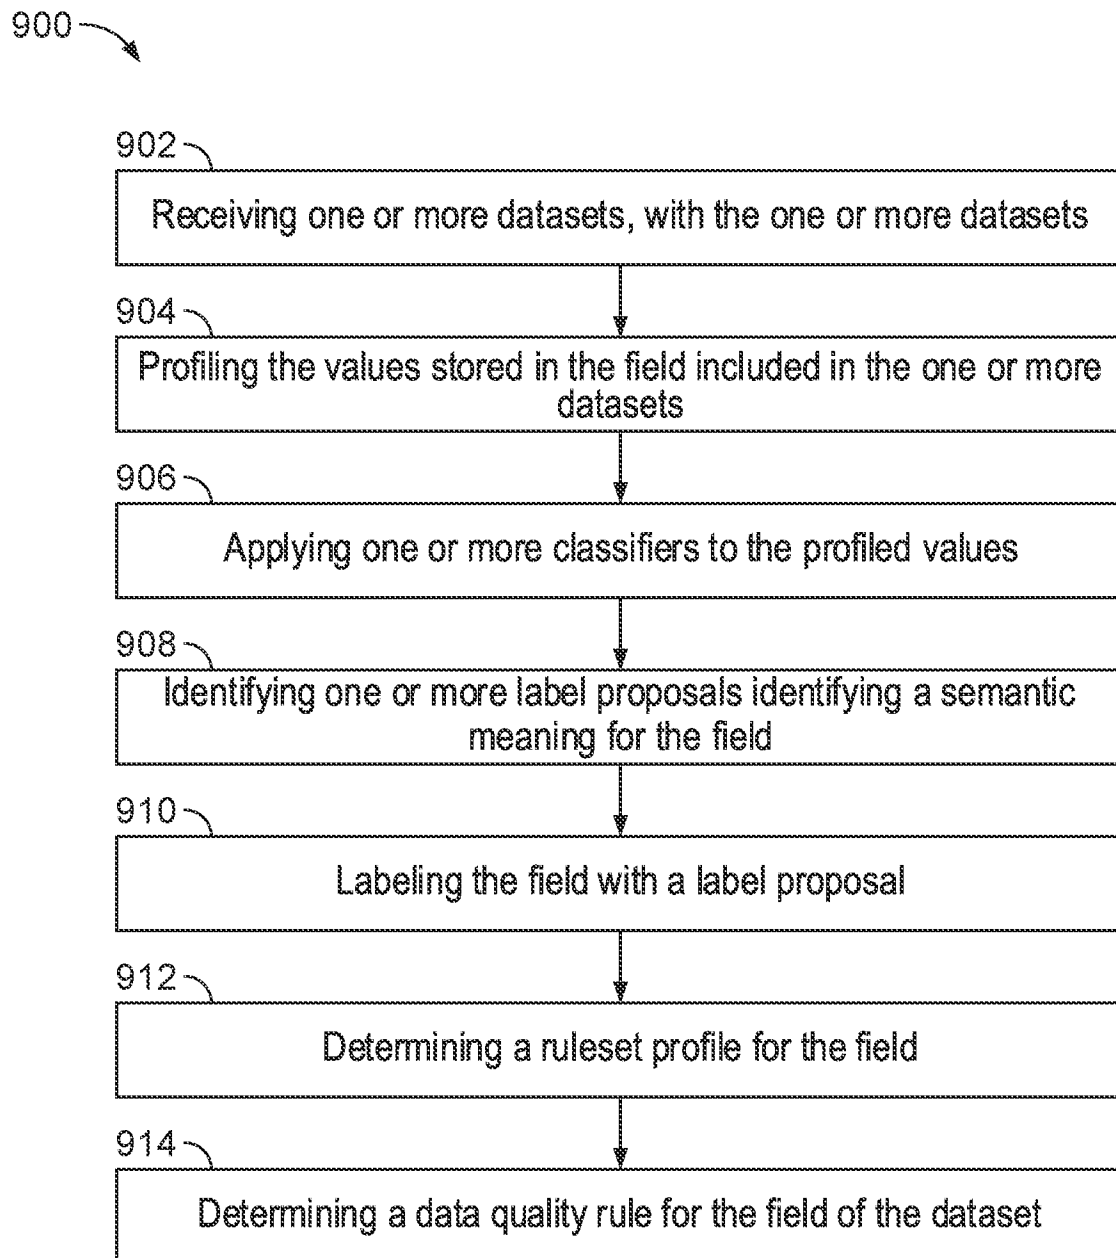 900
902
Receiving one or more datasets, with the one or more datasets
904
Profiling the values stored in the field included in the one or more
datasets
906
Applying one or more classifiers to the profiled values
908
Identifying one or more label proposals identifying a semantic
meaning for the field
910
Labeling the field with a label proposal
912
Determining a ruleset profile for the field
914
Determining a data quality rule for the field of the dataset